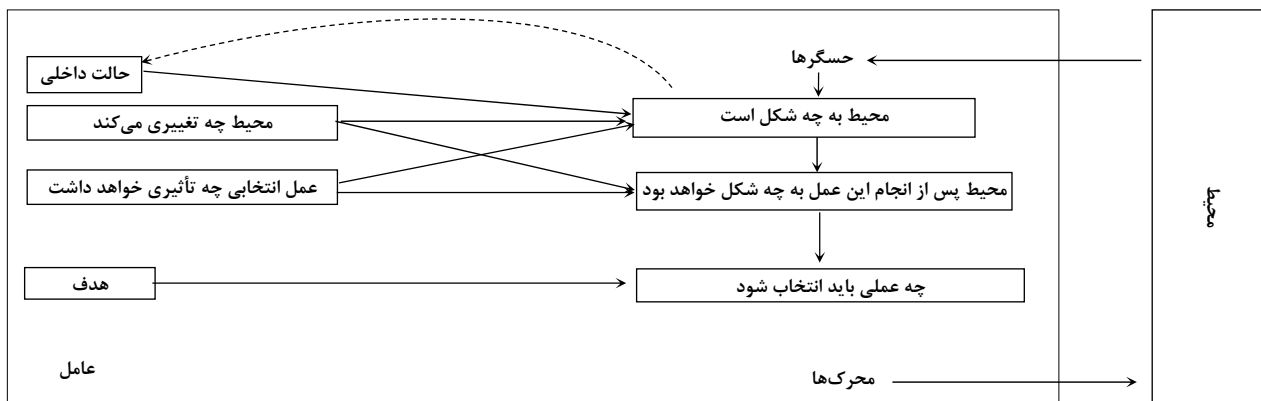 حسگرها
حالت داخلی
محیط به چه شکل است
محیط چه تغییری می‌کند
محیط پس از انجام این عمل به چه شکل خواهد بود
عمل انتخابی چه تأثیری خواهد داشت
محیط
چه عملی باید انتخاب شود
هدف
عامل
محرک‌ها